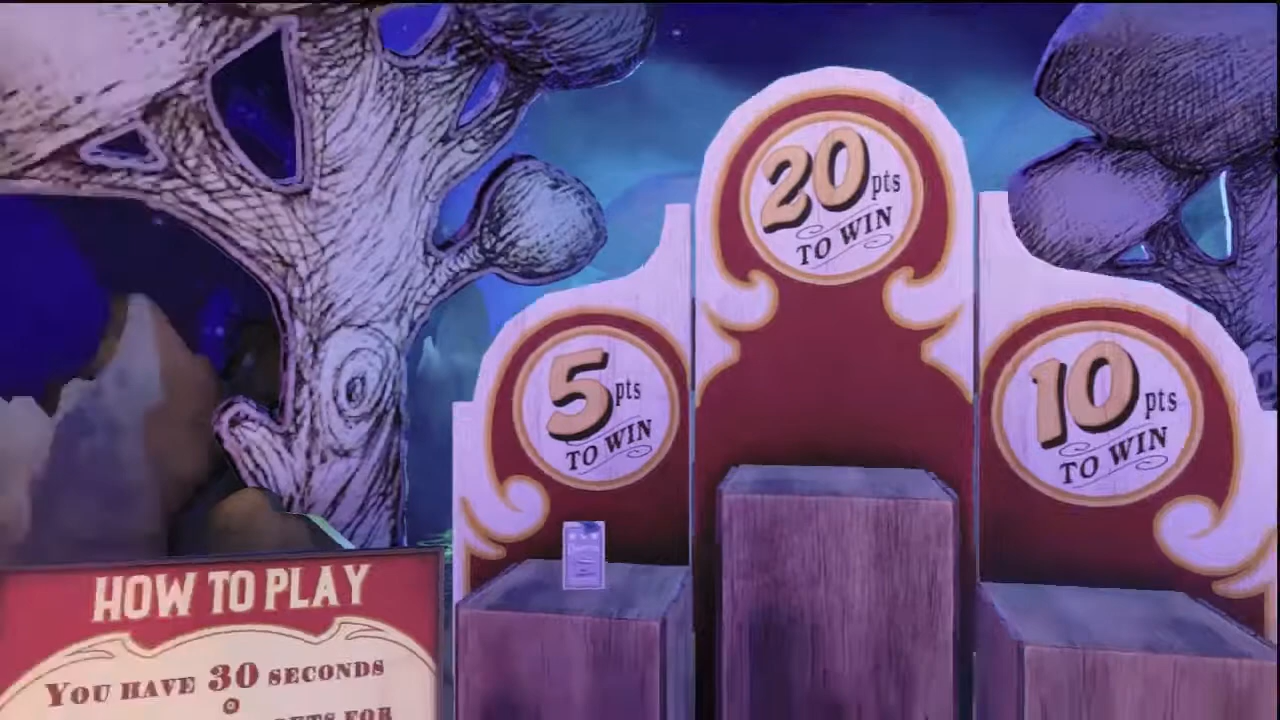 20 pts
TO WIN
5 pts
TO WIN
10 pts
TO WIN
HOW TO PLAY
YOU HAVE 30 SECONDS
FOR